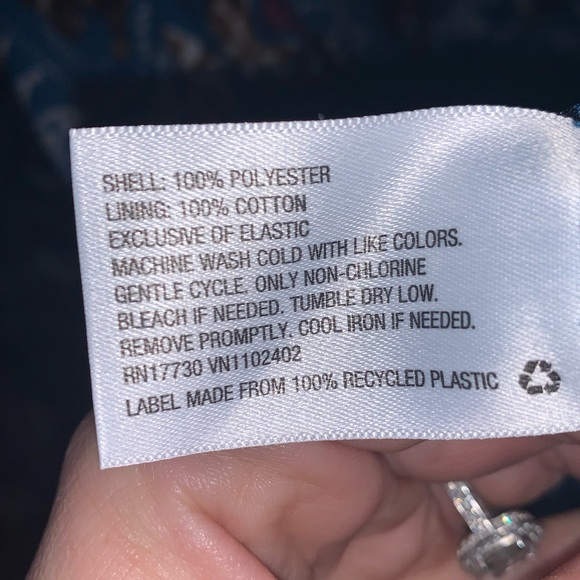 SHELL: 100% POLYESTER
LINING: 100% COTTON
EXCLUSIVE OF ELASTIC
MACHINE WASH COLD WITH LIKE COLORS.
GENTLE CYCLE. ONLY NON-CHLORINE
BLEACH IF NEEDED. TUMBLE DRY LOW.
REMOVE PROMPTLY. COOL IRON IF NEEDED.
RN17730 VN1102402
LABEL MADE FROM 100% RECYCLED PLASTIC